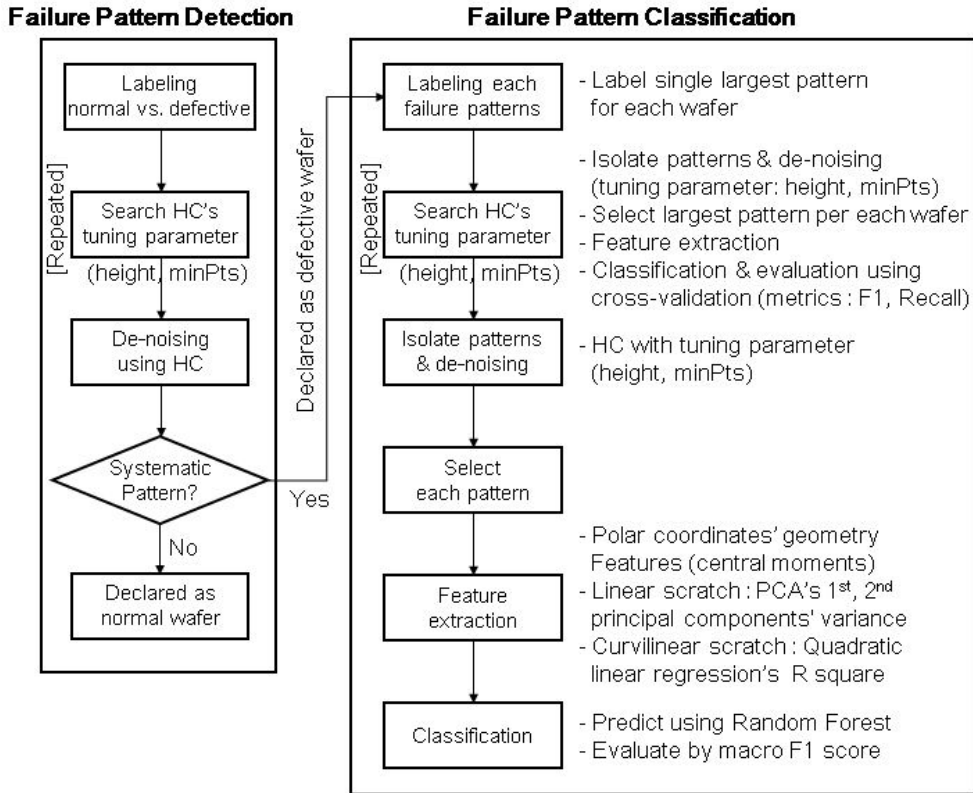 Failure Pattern Detection
Labeling
normal vs. defective
[Repeated]
Search HC's
tuning parameter
(height, minPts)
De-noising
using HC
Systematic
Pattern?
Yes
No
Declared as
normal wafer
Declared as defective wafer
Failure Pattern Classification
Labeling each
failure patterns
- Label single largest pattern
for each wafer
[Repeated]
Search HC's
tuning parameter
(height, minPts)
- Isolate patterns & de-noising
(tuning parameter: height, minPts)
- Select largest pattern per each wafer
- Feature extraction
- Classification & evaluation using
cross-validation (metrics : F1, Recall)
Isolate patterns
& de-noising
- HC with tuning parameter
(height, minPts)
Select
each pattern
Feature
extraction
- Polar coordinates' geometry
Features (central moments)
- Linear scratch : PCA's 1st, 2nd
principal components' variance
- Curvilinear scratch : Quadratic
linear regression's R square
Classification
- Predict using Random Forest
- Evaluate by macro F1 score